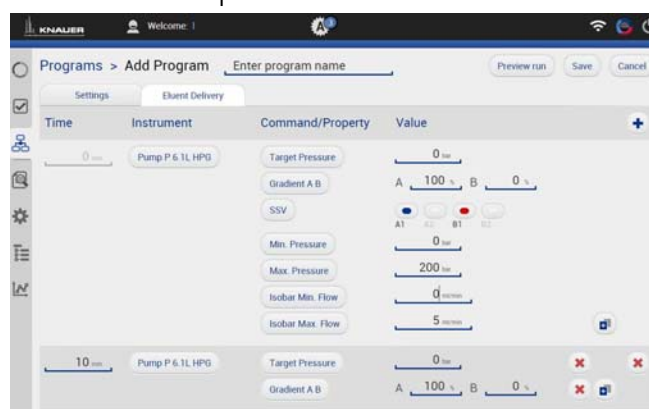 KNAUER Welcome A
Programs > Add Program Enter program name Preview run Save Cancel
Settings Eluent Delivery
Time Instrument Command/Property Value
0 min Pump P 6.1L HPG Target Pressure 0 bar
Gradient A B A 100 % B 0 %
SSV
A1 A2 B1 B2
Min. Pressure 0 bar
Max. Pressure 200 bar
Isobar Min. Flow 0 ml/min
Isobar Max. Flow 5 ml/min
10 min Pump P 6.1L HPG Target Pressure 0 bar
Gradient A B A 100 % B 0 %